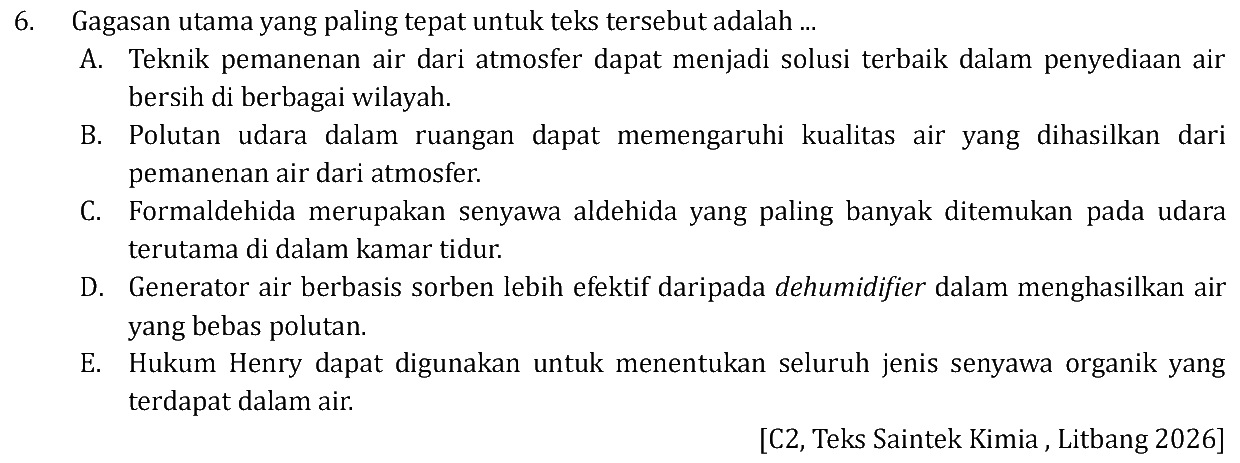 6. Gagasan utama yang paling tepat untuk teks tersebut adalah ...
A. Teknik pemanenan air dari atmosfer dapat menjadi solusi terbaik dalam penyediaan air
bersih di berbagai wilayah.
B. Polutan udara dalam ruangan dapat memengaruhi kualitas air yang dihasilkan dari
pemanenan air dari atmosfer.
C. Formaldehida merupakan senyawa aldehida yang paling banyak ditemukan pada udara
terutama di dalam kamar tidur.
D. Generator air berbasis sorben lebih efektif daripada dehumidifier dalam menghasilkan air
yang bebas polutan.
E. Hukum Henry dapat digunakan untuk menentukan seluruh jenis senyawa organik yang
terdapat dalam air.
[C2, Teks Saintek Kimia , Litbang 2026]